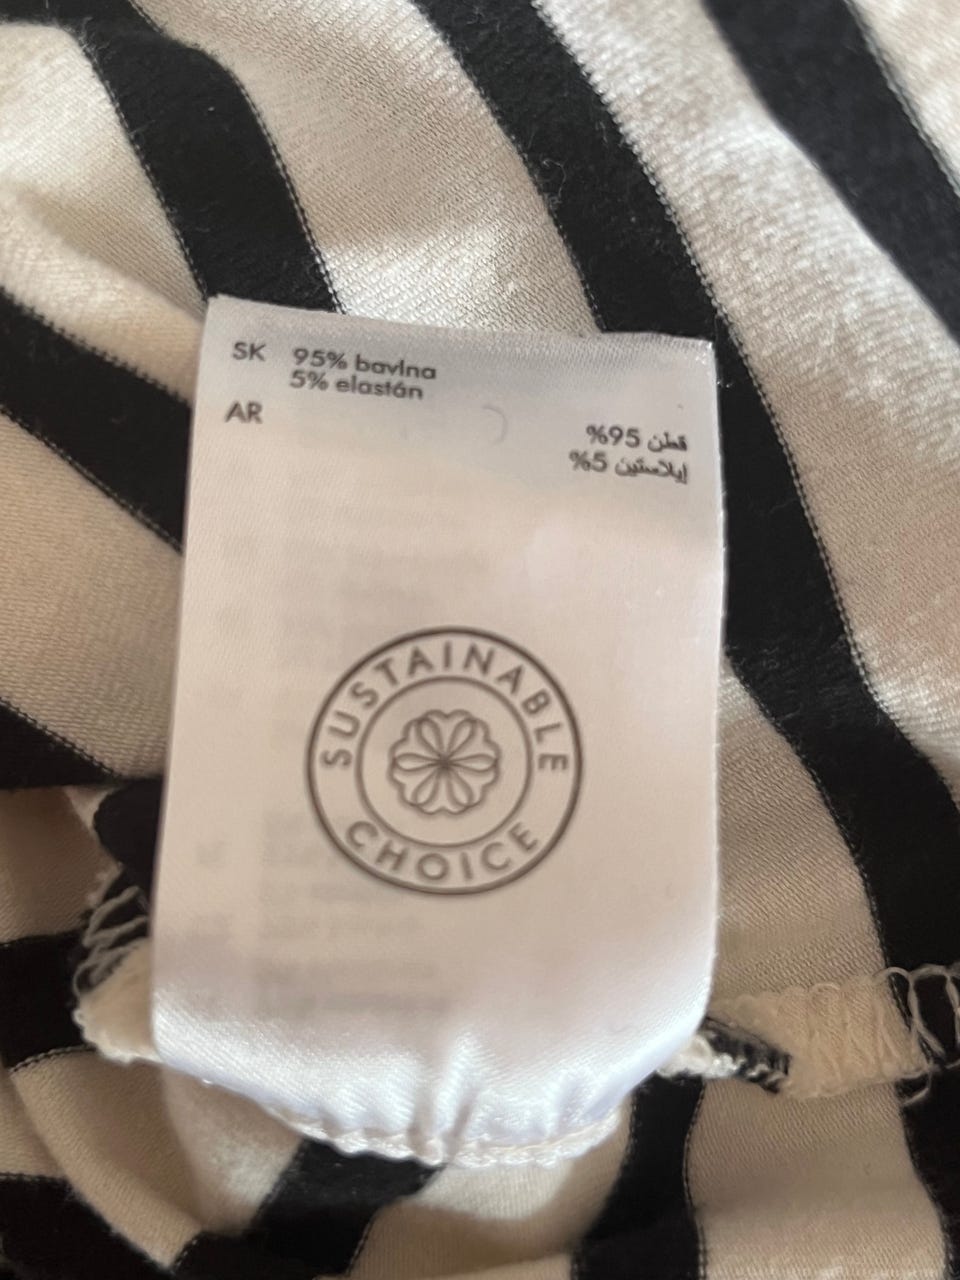 SK 95% bavlna
5% elastán
AR
قطن 95%
إيلاستين 5%
SUSTAINABLE
CHOICE